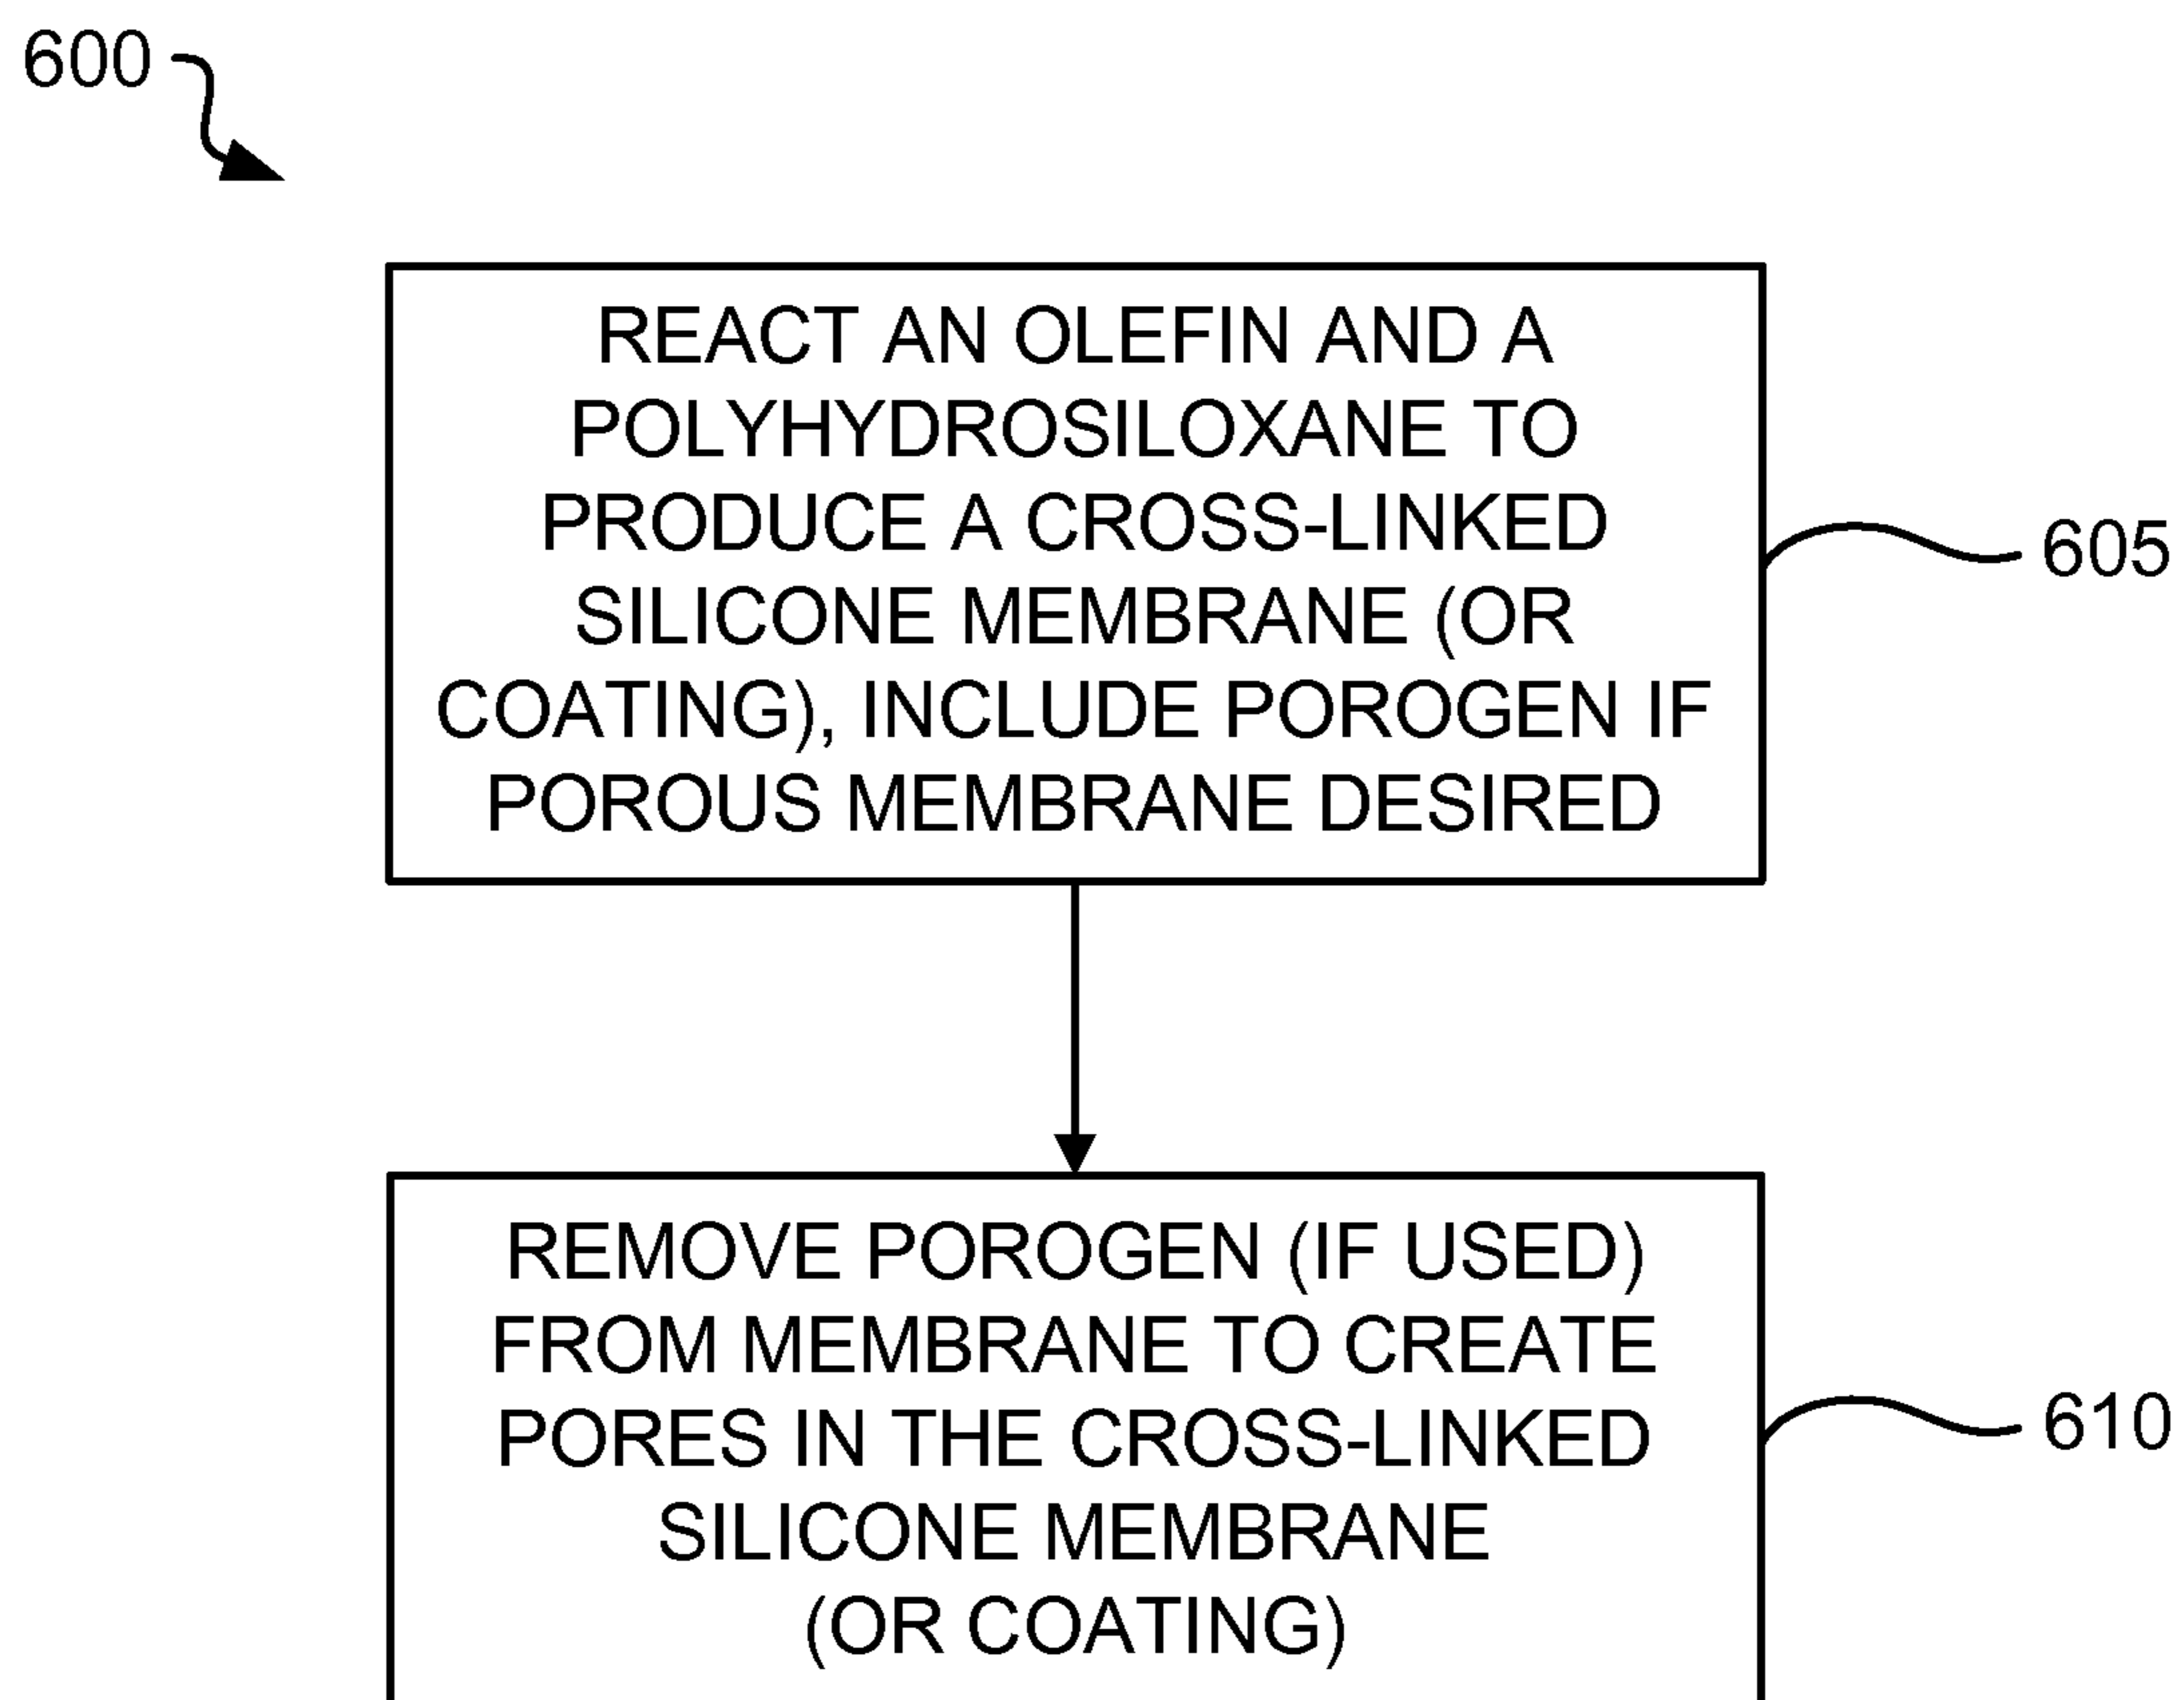 600
REACT AN OLEFIN AND A
POLYHYDROSILOXANE TO
PRODUCE A CROSS-LINKED
SILICONE MEMBRANE (OR
COATING), INCLUDE POROGEN IF
POROUS MEMBRANE DESIRED
605
REMOVE POROGEN (IF USED)
FROM MEMBRANE TO CREATE
PORES IN THE CROSS-LINKED
SILICONE MEMBRANE
(OR COATING)
610